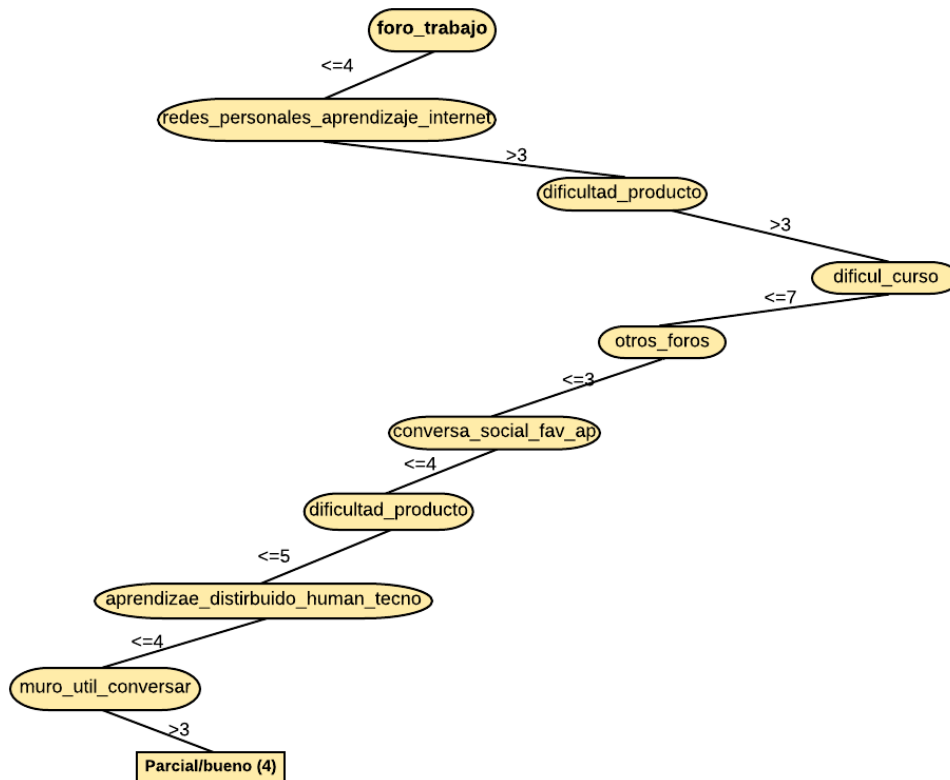 foro_trabajo
<=4
redes_personales_aprendizaje_internet
>3
dificultad_producto
>3
dificul_curso
<=7
otros_foros
<=3
conversa_social_fav_ap
<=4
dificultad_producto
<=5
aprendizae_distirbuido_human_tecno
<=4
muro_util_conversar
>3
Parcial/bueno (4)